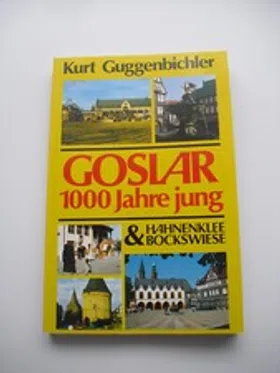 Kurt Guggenbichler
GOSLAR
1000 Jahre jung
& HAHNENKLEE
BOCKSWIESE